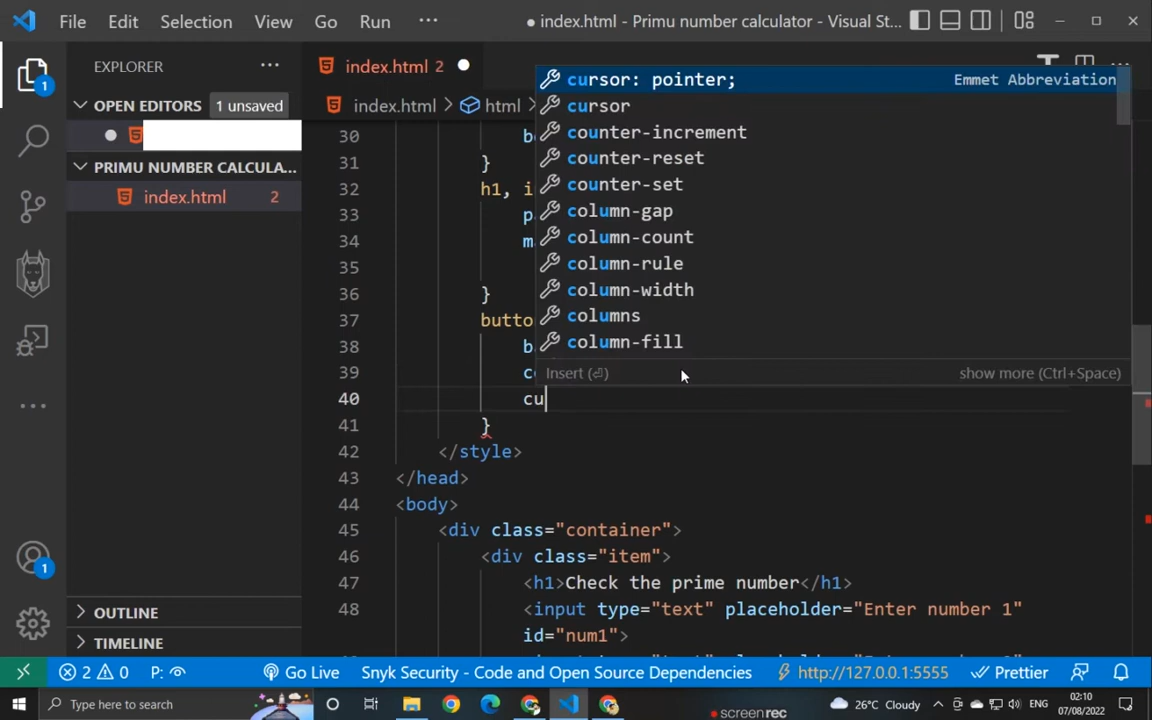 File Edit Selection View Go Run ··· ● index.html - Primu number calculator - Visual St...
EXPLORER ···
index.html 2 ●
OPEN EDITORS 1 unsaved
index.html > html >
PRIMU NUMBER CALCULA...
index.html 2
1
cursor: pointer; Emmet Abbreviation
cursor
counter-increment
counter-reset
counter-set
column-gap
column-count
column-rule
column-width
columns
column-fill
Insert (⏎) show more (Ctrl+Space)
30 b
31 }
32 h1, i
33 p
34 m
35
36 }
37 butto
38 b
39 c
40 cu
41 }
42 </style>
43 </head>
44 <body>
45 <div class="container">
46 <div class="item">
47 <h1>Check the prime number</h1>
48 <input type="text" placeholder="Enter number 1"
id="num1">
1
OUTLINE
TIMELINE
2 0 P: Go Live Snyk Security - Code and Open Source Dependencies http://127.0.0.1:5555 Prettier
Type here to search 26°C Cloudy ENG 02:10
07/08/2022
screenrec